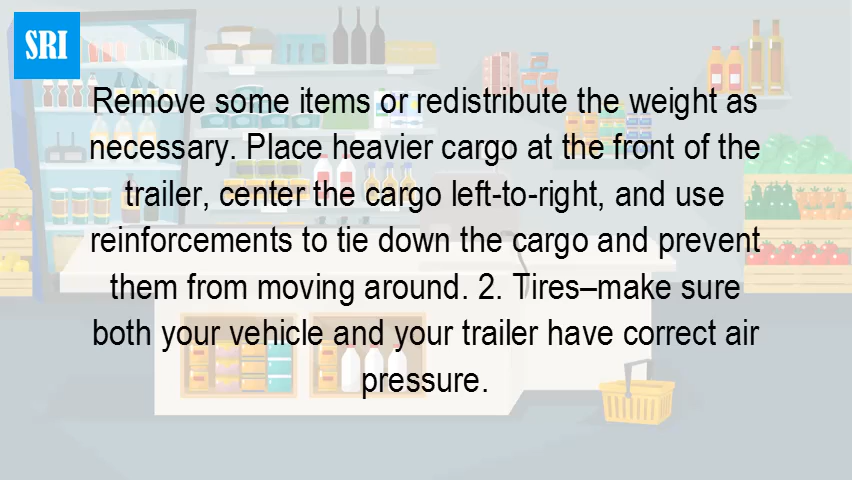 SRI
Remove some items or redistribute the weight as
necessary. Place heavier cargo at the front of the
trailer, center the cargo left-to-right, and use
reinforcements to tie down the cargo and prevent
them from moving around. 2. Tires–make sure
both your vehicle and your trailer have correct air
pressure.